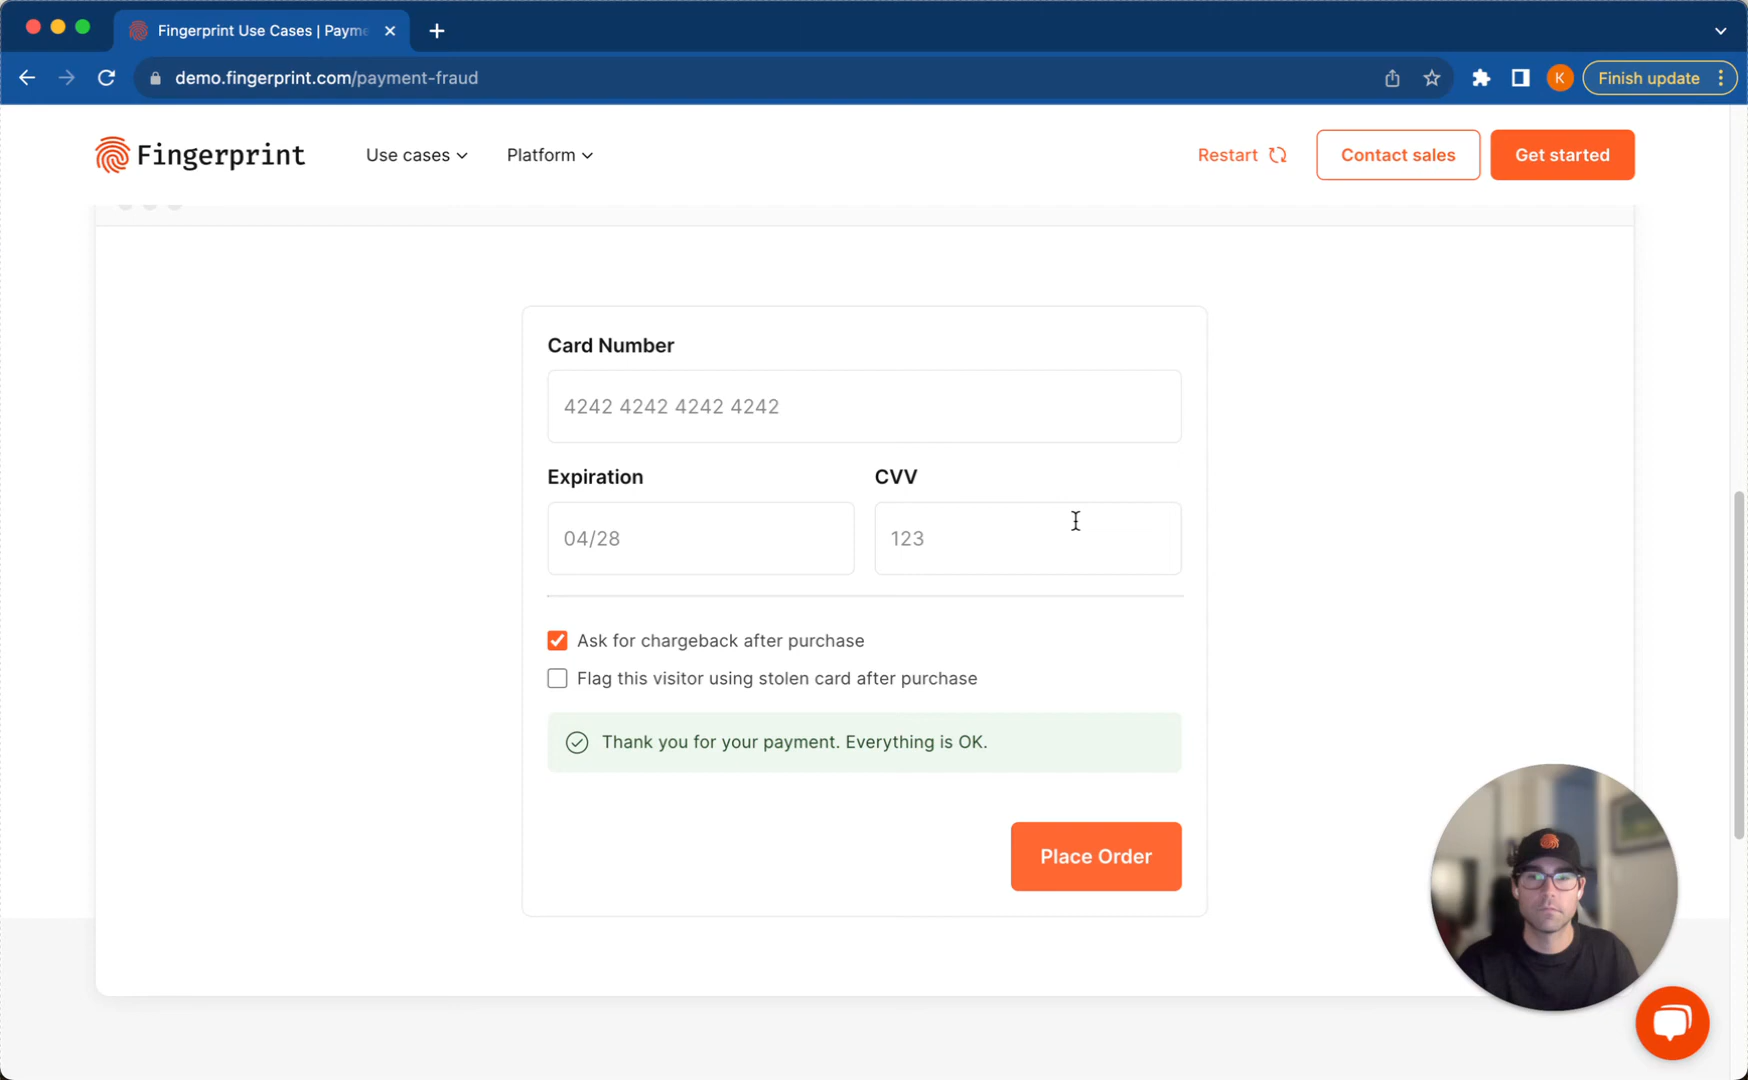 Fingerprint Use Cases | Payme
demo.fingerprint.com/payment-fraud
K
Finish update
Fingerprint
Use cases
Platform
Restart
Contact sales
Get started
Card Number
4242 4242 4242 4242
Expiration
CVV
04/28
123
Ask for chargeback after purchase
Flag this visitor using stolen card after purchase
Thank you for your payment. Everything is OK.
Place Order